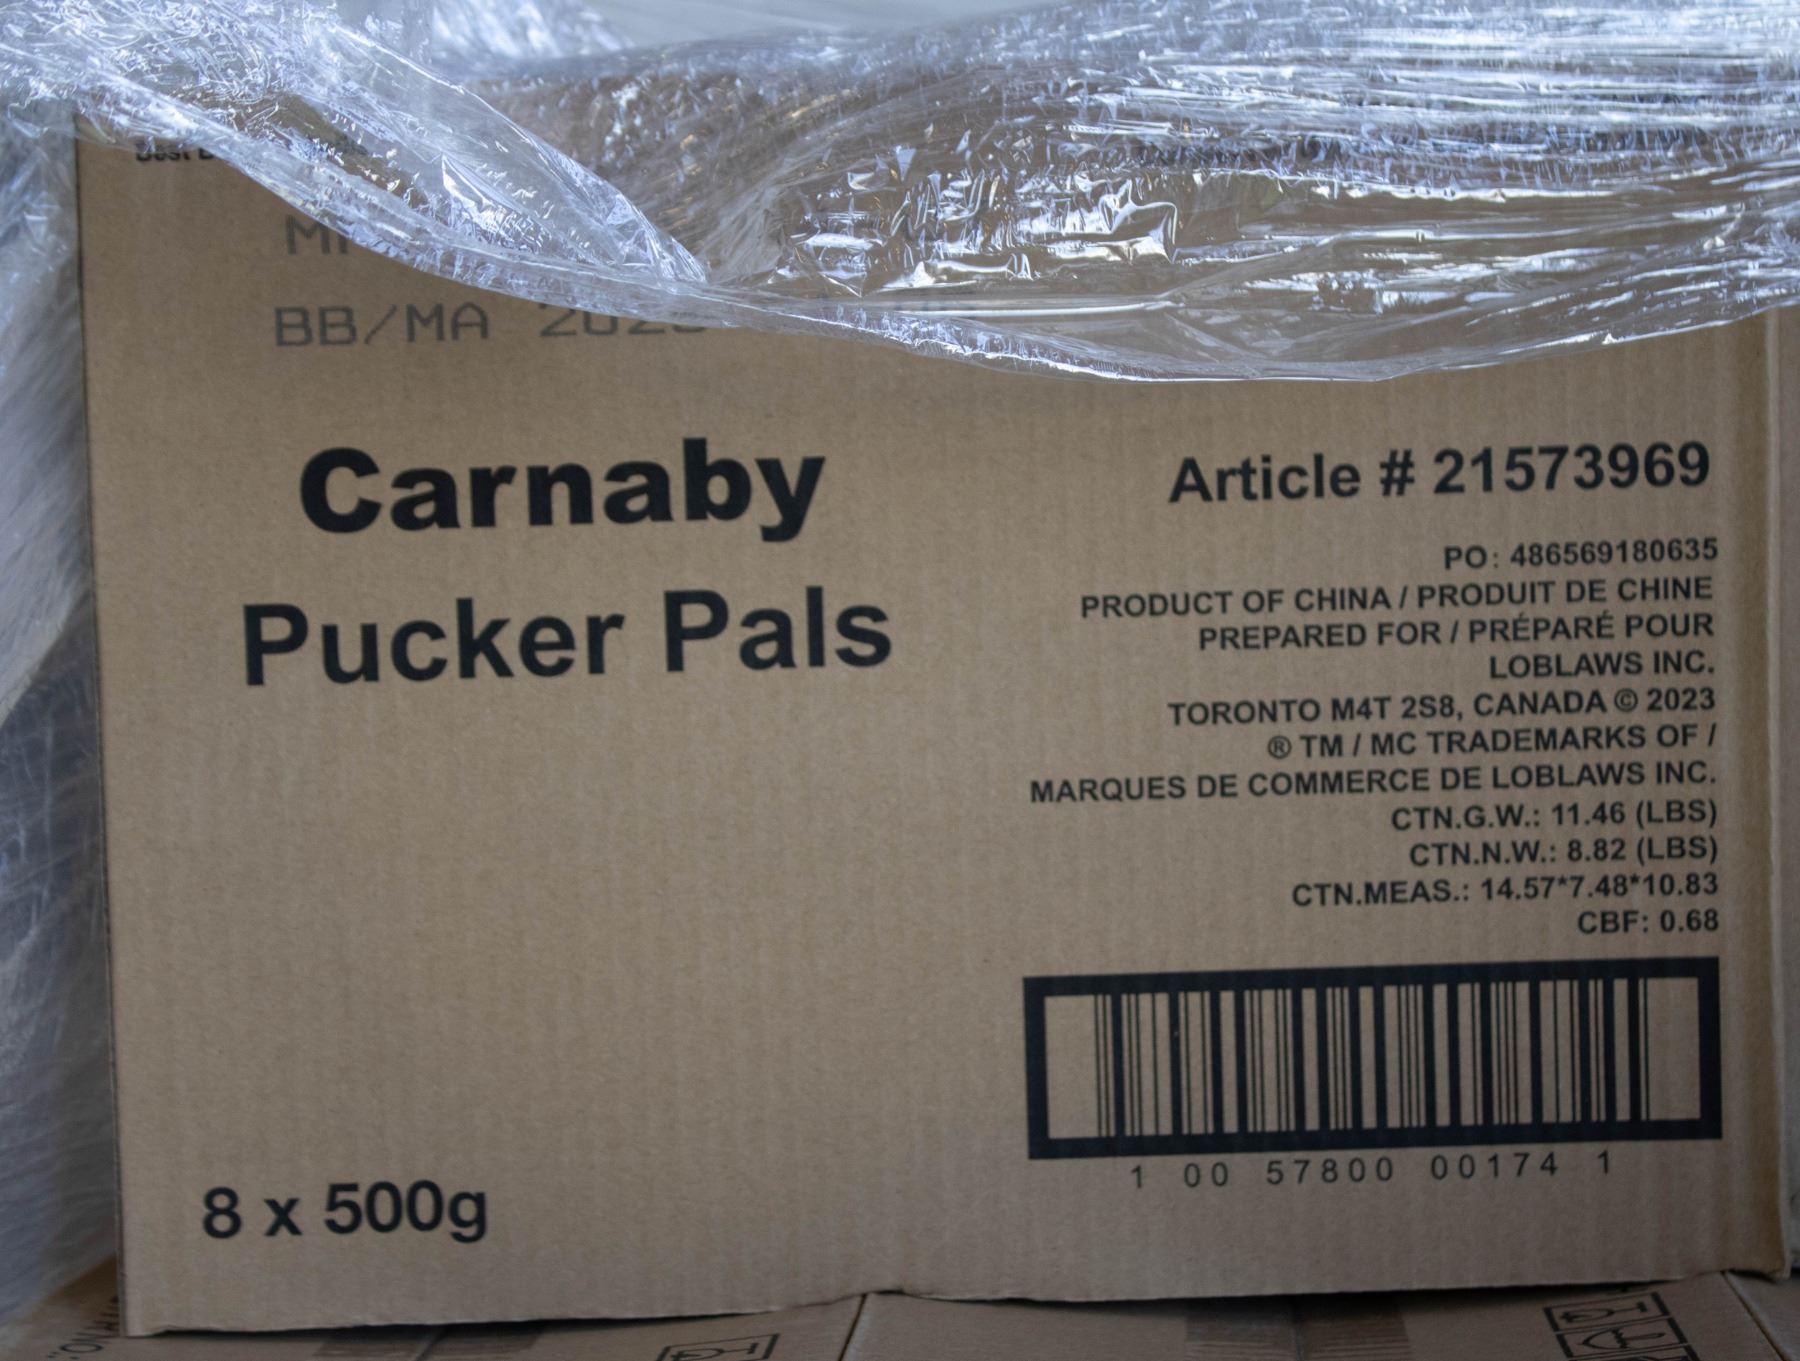 BB/MA
Carnaby
Pucker Pals
8 x 500g
Article # 21573969
PO: 486569180635
PRODUCT OF CHINA / PRODUIT DE CHINE
PREPARED FOR / PRÉPARÉ POUR
LOBLAWS INC.
TORONTO M4T 2S8, CANADA © 2023
® TM / MC TRADEMARKS OF /
MARQUES DE COMMERCE DE LOBLAWS INC.
CTN.G.W.: 11.46 (LBS)
CTN.N.W.: 8.82 (LBS)
CTN.MEAS.: 14.57*7.48*10.83
CBF: 0.68
1 00 57800 00174 1